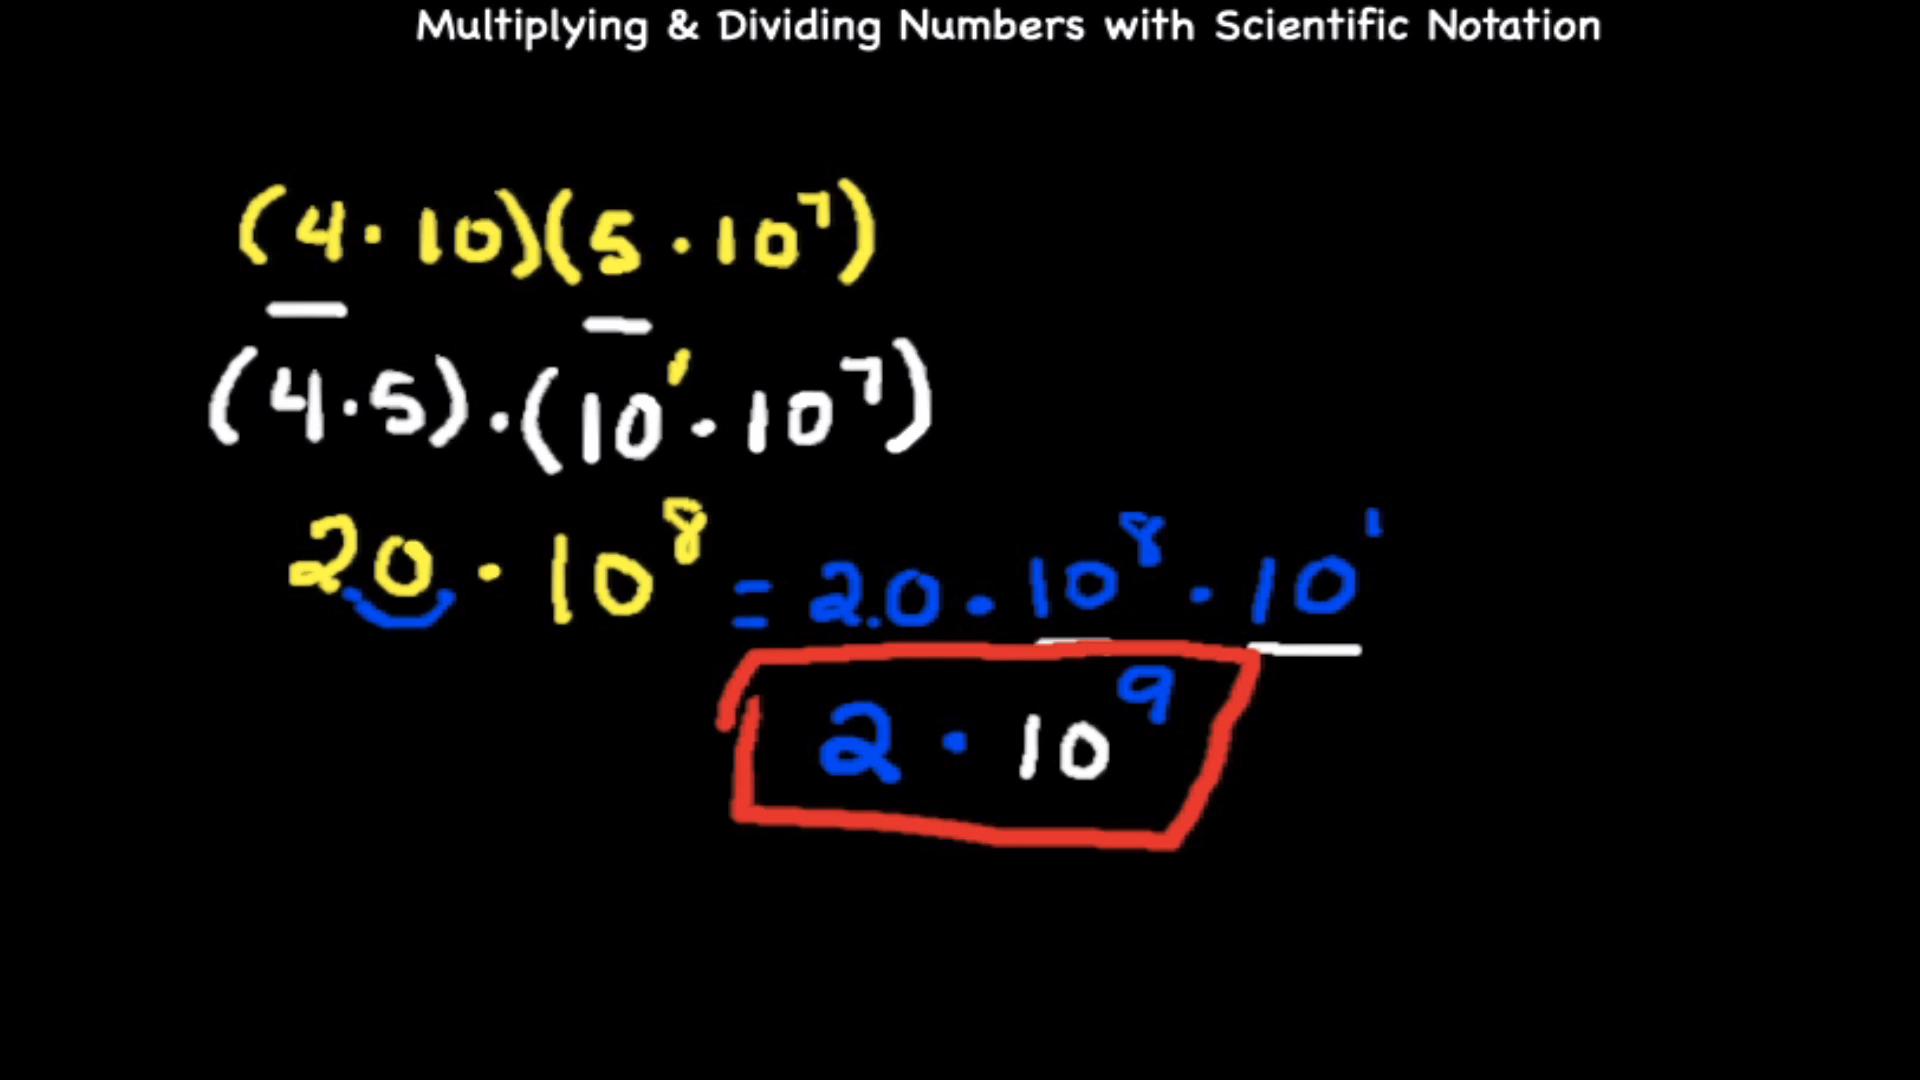 Multiplying & Dividing Numbers with Scientific Notation
(4 · 10)(5 · 10⁷)
(4 · 5) · (10¹ · 10⁷)
20 · 10⁸ = 2.0 · 10⁸ · 10¹
2 · 10⁹